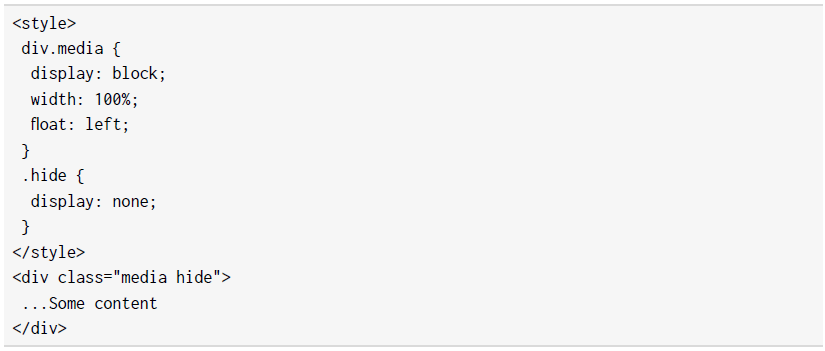 <style>
 div.media {
  display: block;
  width: 100%;
  float: left;
 }
 .hide {
  display: none;
 }
</style>
<div class="media hide">
 ...Some content
</div>